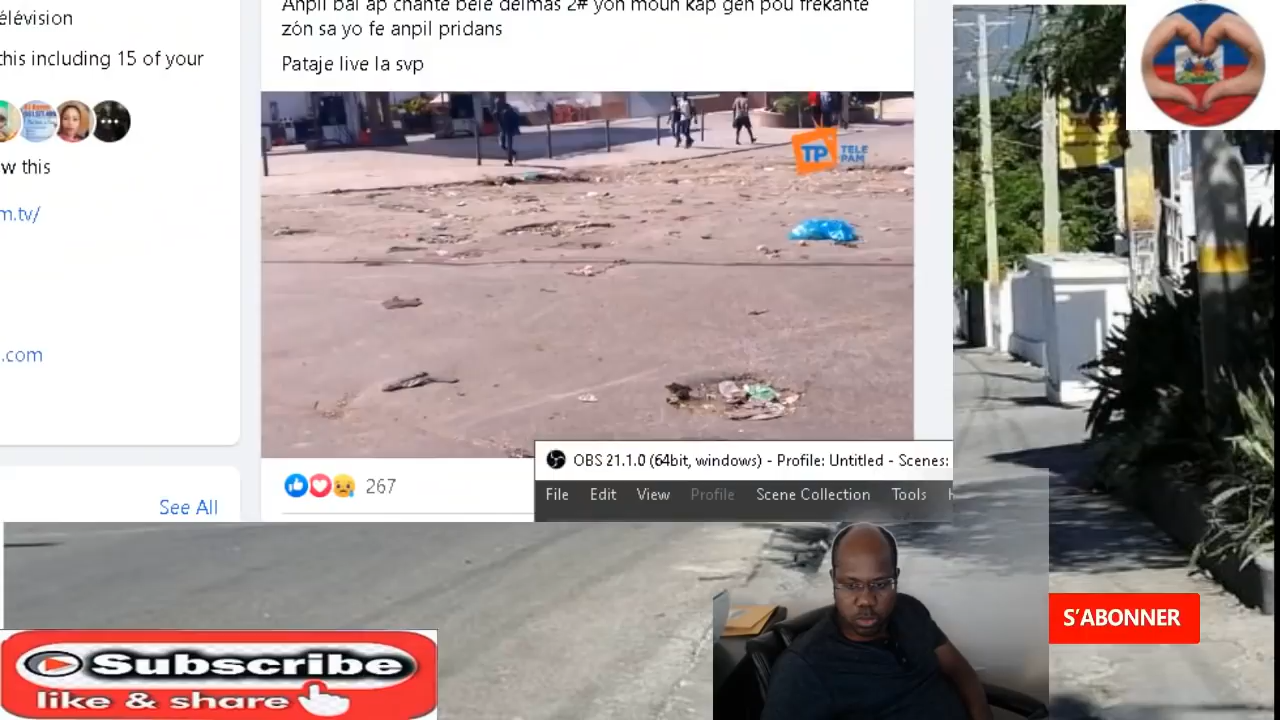 élévision
this including 15 of your
w this
m.tv/
.com
See All
Anpil bal ap chante bele delmas 2# yon moun kap gen pou frekante
zón sa yo fe anpil pridans
Pataje live la svp
TP TELE
PAM
267
OBS 21.1.0 (64bit, windows) - Profile: Untitled - Scenes:
File Edit View Profile Scene Collection Tools
S'ABONNER
Subscribe
like & share